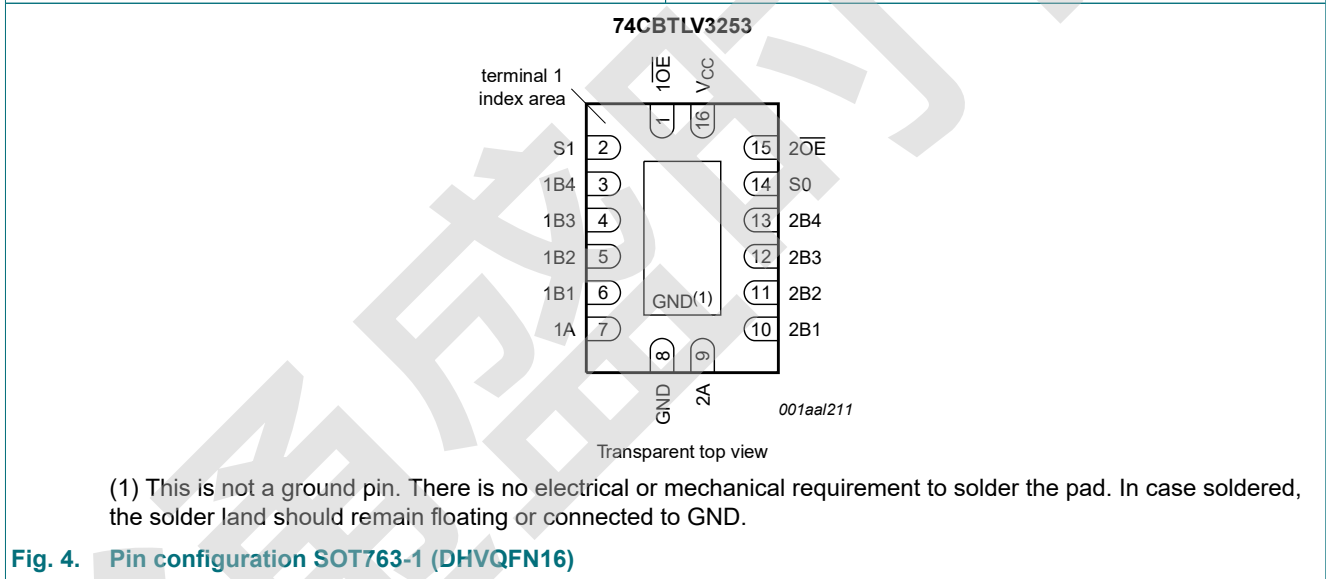 74CBTLV3253
terminal 1
index area
1O̅E̅
VCC
1
16
S1 2
15 2O̅E̅
1B4 3
14 S0
1B3 4
13 2B4
1B2 5
12 2B3
1B1 6
GND(1)
11 2B2
1A 7
10 2B1
8
9
GND
2A
001aal211
Transparent top view
(1) This is not a ground pin. There is no electrical or mechanical requirement to solder the pad. In case soldered,
the solder land should remain floating or connected to GND.
Fig. 4. Pin configuration SOT763-1 (DHVQFN16)